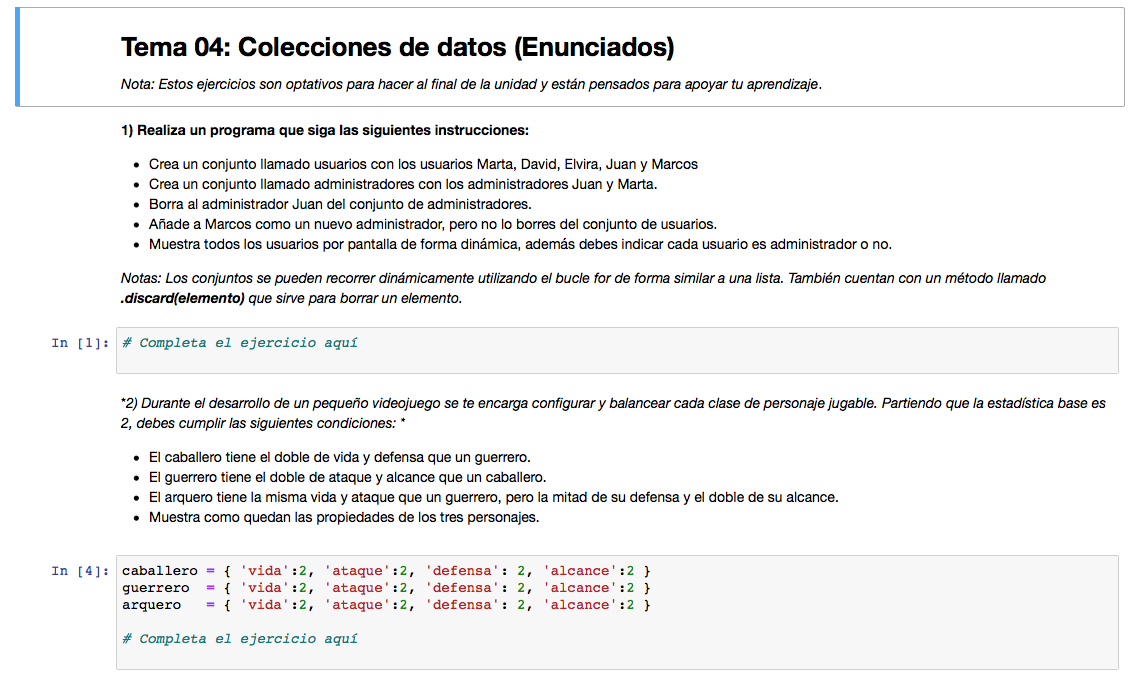 Tema 04: Colecciones de datos (Enunciados)
Nota: Estos ejercicios son optativos para hacer al final de la unidad y están pensados para apoyar tu aprendizaje.
1) Realiza un programa que siga las siguientes instrucciones:
• Crea un conjunto llamado usuarios con los usuarios Marta, David, Elvira, Juan y Marcos
• Crea un conjunto llamado administradores con los administradores Juan y Marta.
• Borra al administrador Juan del conjunto de administradores.
• Añade a Marcos como un nuevo administrador, pero no lo borres del conjunto de usuarios.
• Muestra todos los usuarios por pantalla de forma dinámica, además debes indicar cada usuario es administrador o no.
Notas: Los conjuntos se pueden recorrer dinámicamente utilizando el bucle for de forma similar a una lista. También cuentan con un método llamado
.discard(elemento) que sirve para borrar un elemento.
In [1]: # Completa el ejercicio aquí
*2) Durante el desarrollo de un pequeño videojuego se te encarga configurar y balancear cada clase de personaje jugable. Partiendo que la estadística base es
2, debes cumplir las siguientes condiciones: *
• El caballero tiene el doble de vida y defensa que un guerrero.
• El guerrero tiene el doble de ataque y alcance que un caballero.
• El arquero tiene la misma vida y ataque que un guerrero, pero la mitad de su defensa y el doble de su alcance.
• Muestra como quedan las propiedades de los tres personajes.
In [4]: caballero = { 'vida':2, 'ataque':2, 'defensa': 2, 'alcance':2 }
guerrero  = { 'vida':2, 'ataque':2, 'defensa': 2, 'alcance':2 }
arquero   = { 'vida':2, 'ataque':2, 'defensa': 2, 'alcance':2 }
# Completa el ejercicio aquí